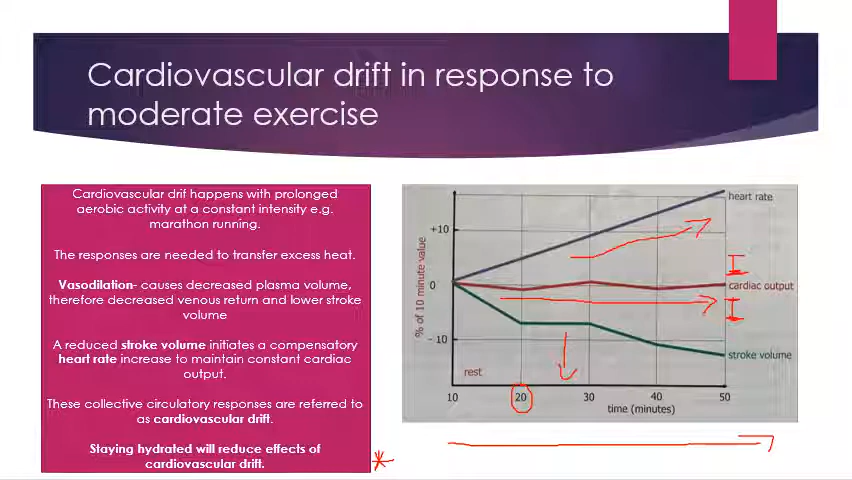 Cardiovascular drift in response to
moderate exercise
Cardiovascular drif happens with prolonged
aerobic activity at a constant intensity e.g.
marathon running.
The responses are needed to transfer excess heat.
Vasodilation- causes decreased plasma volume,
therefore decreased venous return and lower stroke
volume
A reduced stroke volume initiates a compensatory
heart rate increase to maintain constant cardiac
output.
These collective circulatory responses are referred to
as cardiovascular drift.
Staying hydrated will reduce effects of
cardiovascular drift.
*
% of 10 minute value
+10
0
-10
heart rate
I
cardiac output
I
stroke volume
rest
10 20 30 40 50
time (minutes)